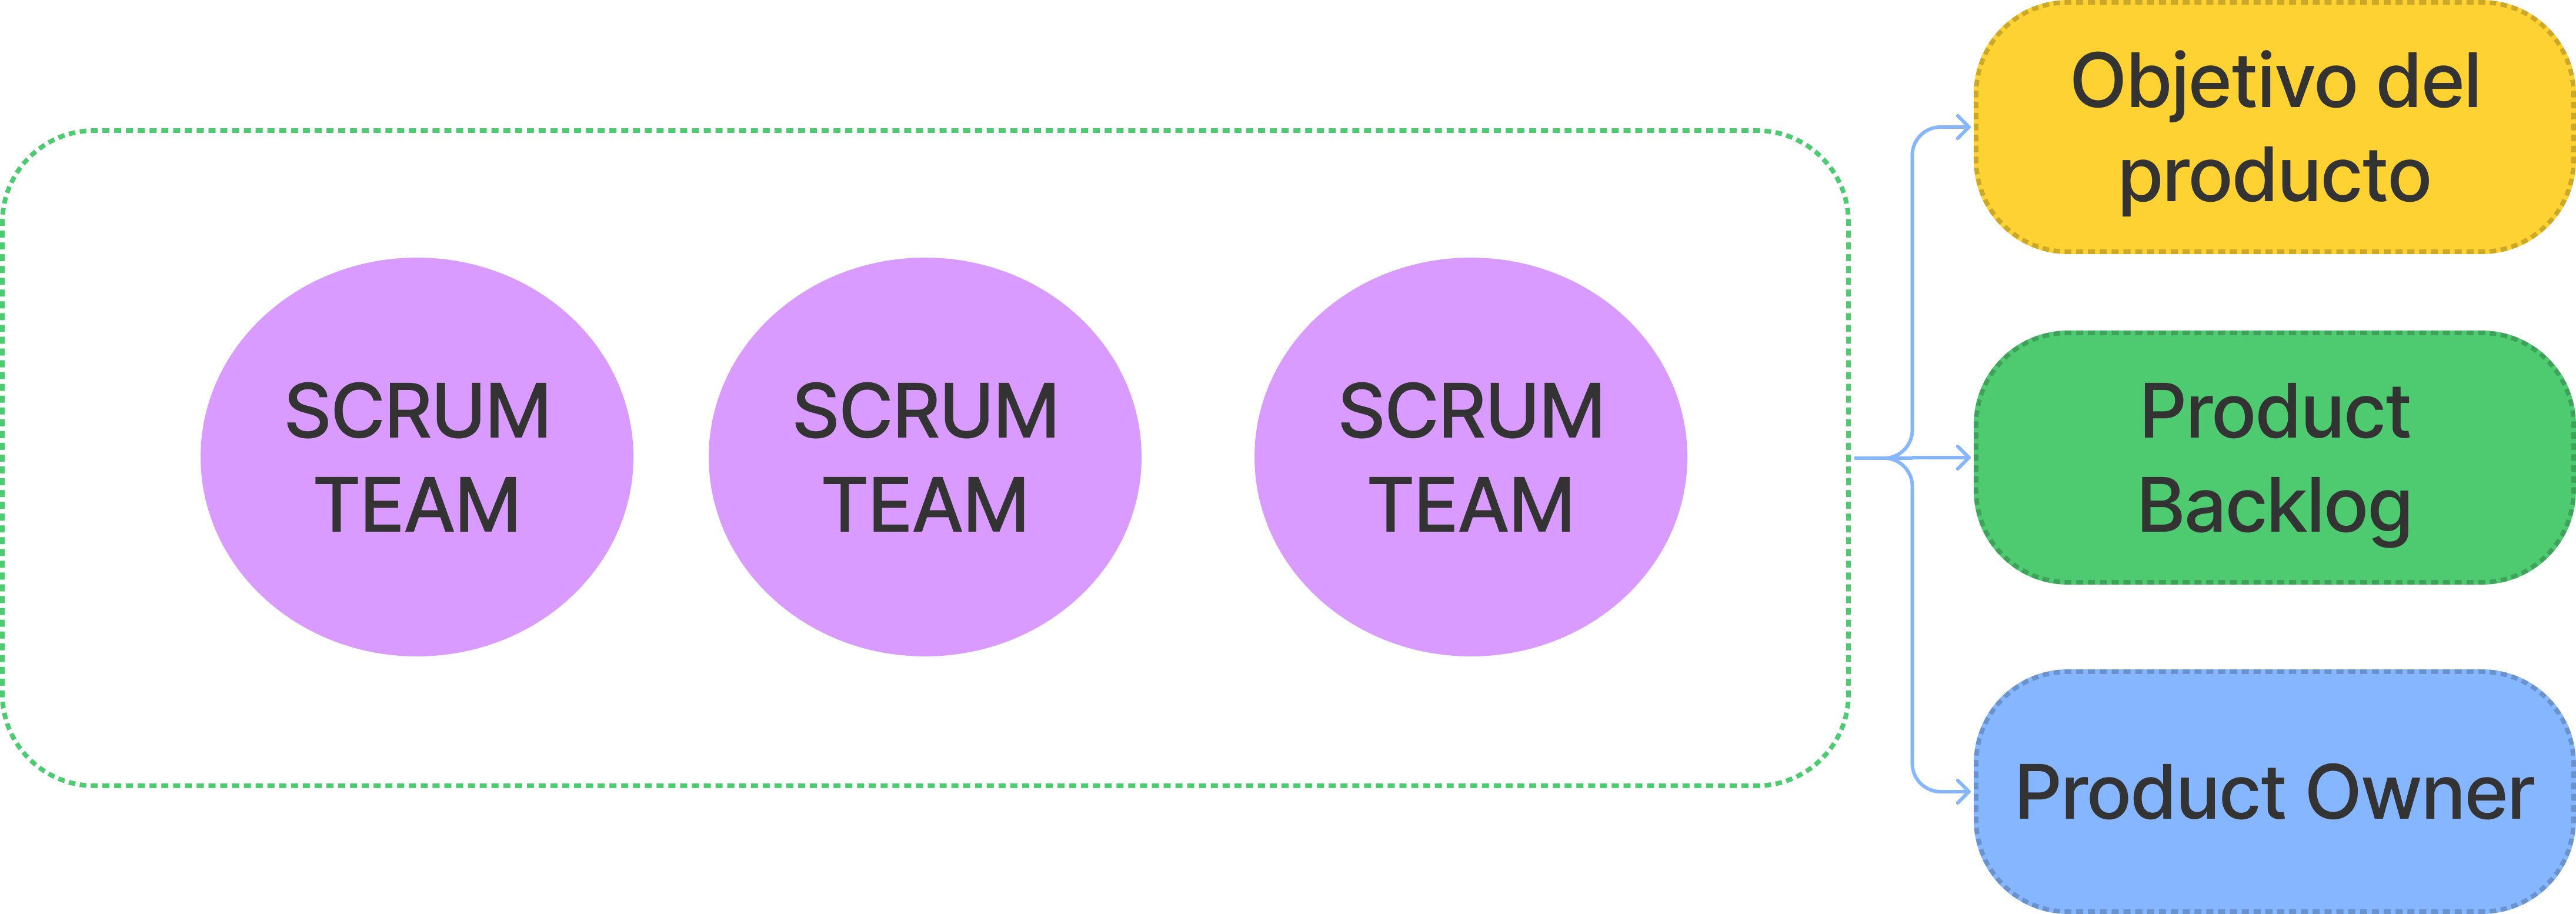 SCRUM
TEAM
SCRUM
TEAM
SCRUM
TEAM
Objetivo del
producto
Product
Backlog
Product Owner